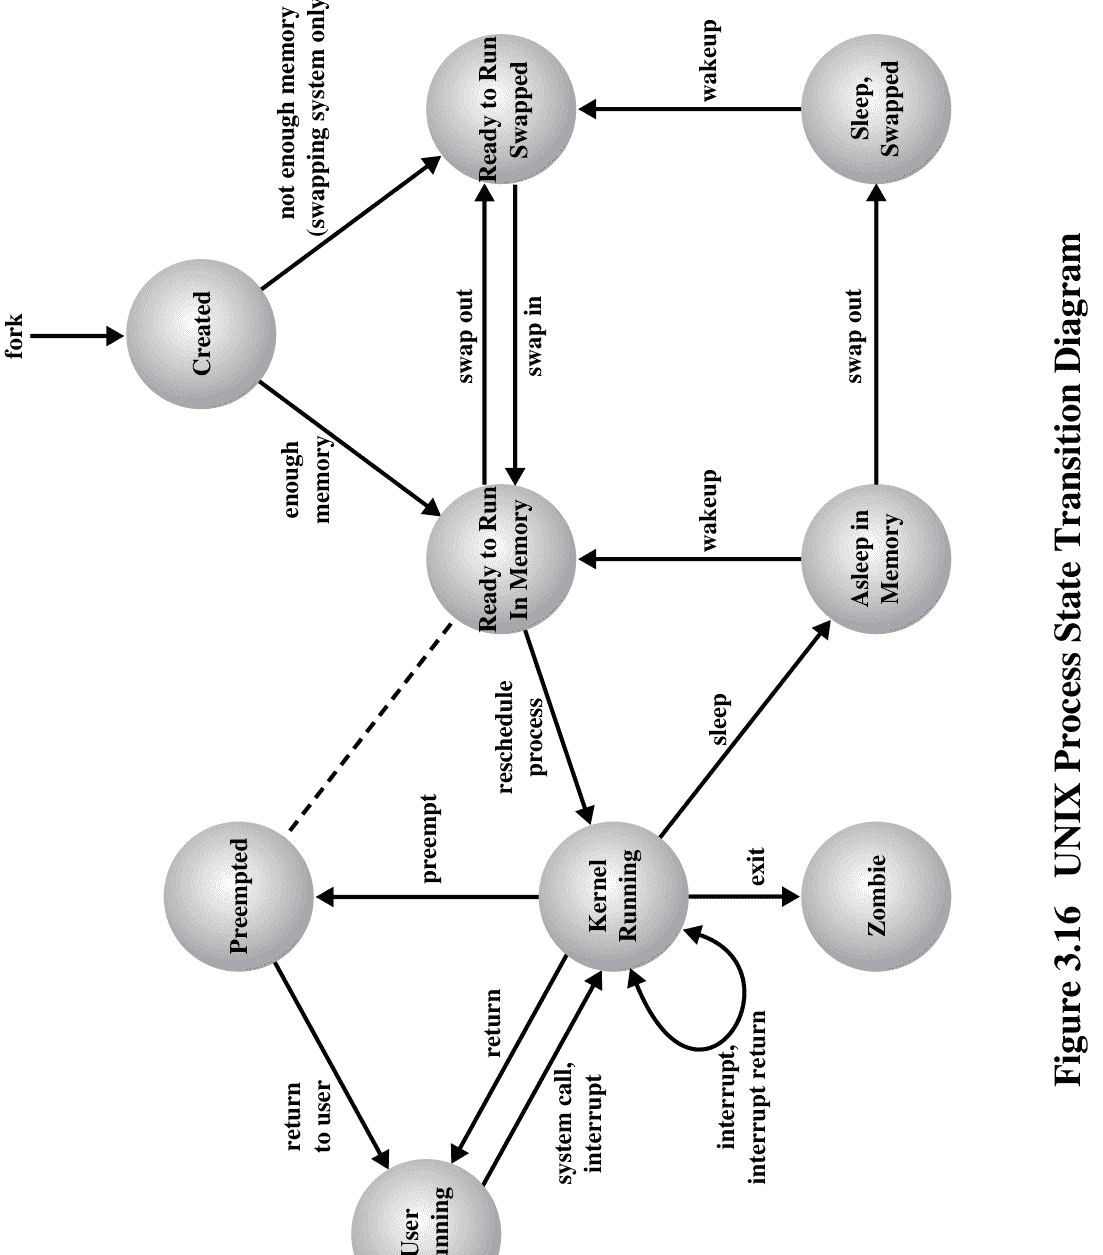 fork
Created
not enough memory
(swapping system only
enough
memory
Ready to Run
Swapped
swap out
swap in
Ready to Run
In Memory
wakeup
Sleep,
Swapped
swap out
wakeup
Asleep in
Memory
reschedule
process
sleep
Preempted
preempt
Kernel
Running
exit
Zombie
return
to user
return
system call,
interrupt
interrupt,
interrupt return
User
unning
Figure 3.16 UNIX Process State Transition Diagram